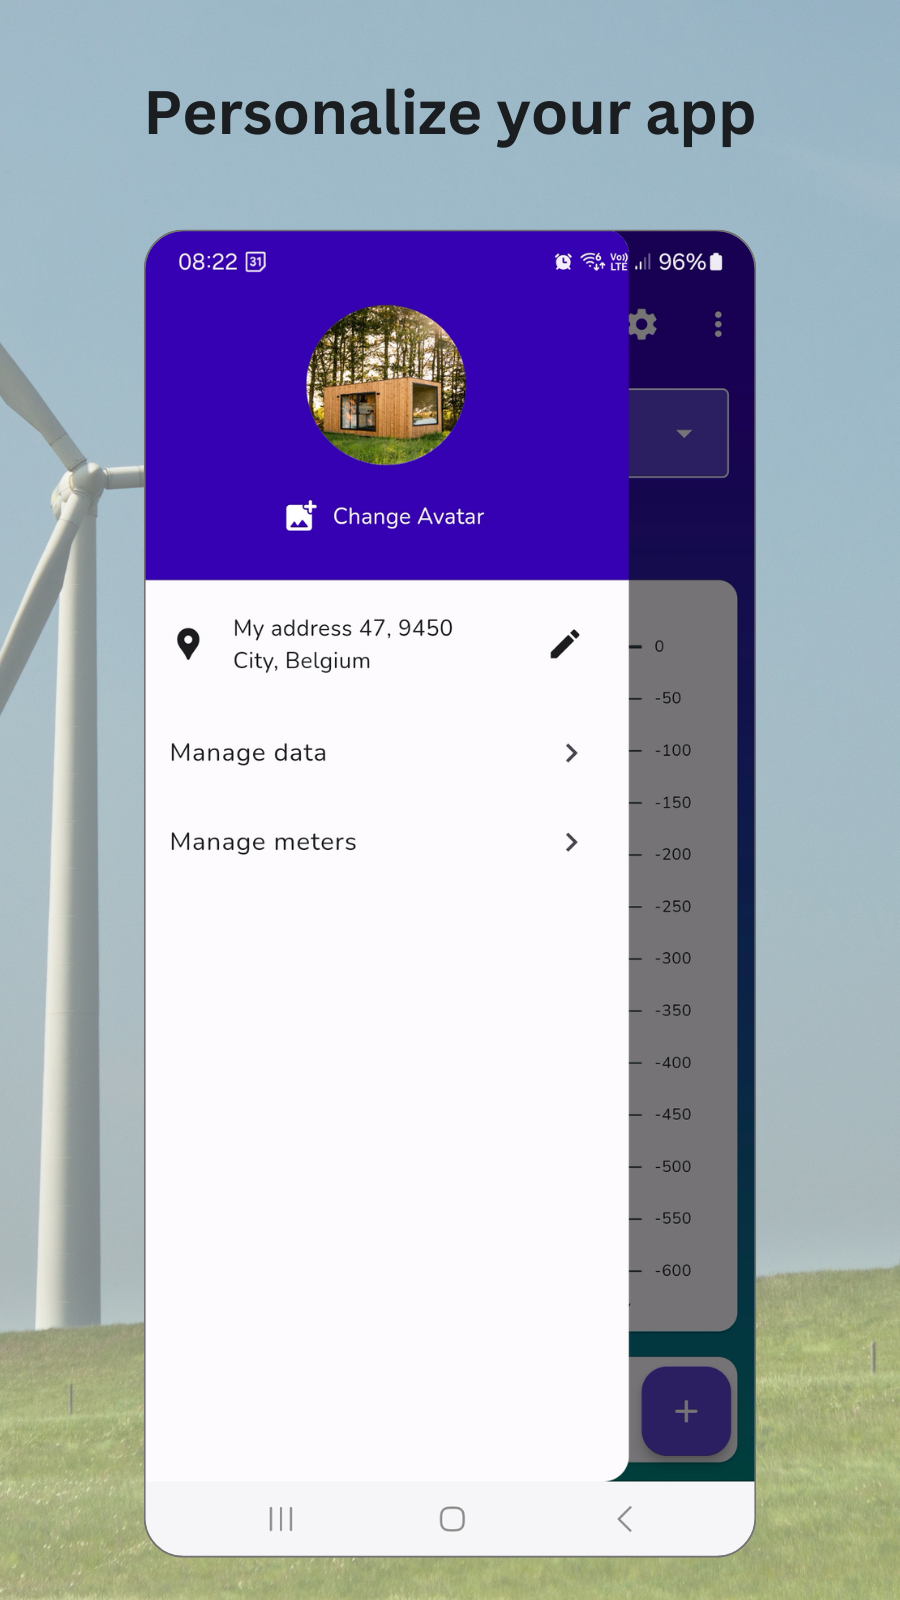 Personalize your app
08:22 31 6 Vo)) LTE 96%
Change Avatar
My address 47, 9450
City, Belgium
Manage data
Manage meters
0
-50
-100
-150
-200
-250
-300
-350
-400
-450
-500
-550
-600